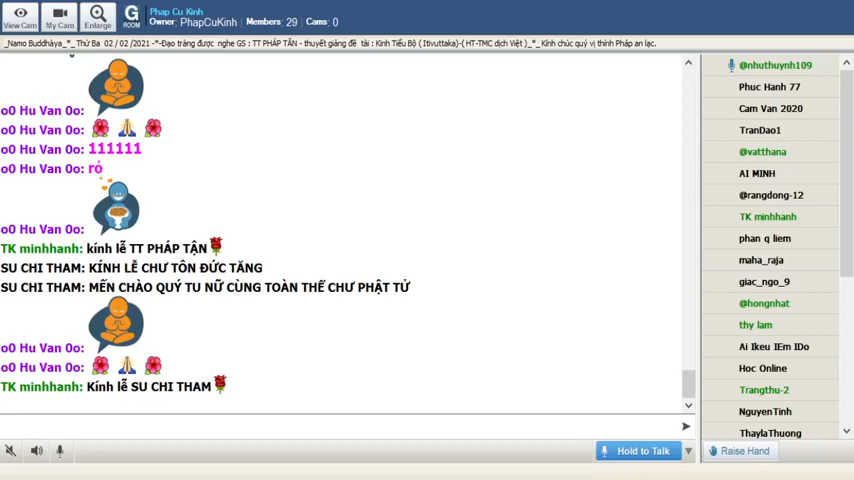 View Cam
My Cam
Enlarge
G
ROOM
Phap Cu Kinh
Owner: PhapCuKinh Members: 29 Cams: 0
_Namo Buddhàya_*_ Thứ Ba 02 / 02 /2021 -*-Đạo tràng được nghe GS : TT PHÁP TÂN - thuyết giảng đề tài : Kinh Tiểu Bộ ( Itivuttaka)-( HT-TMC dịch Việt )_*_ Kính chúc quý vị thính Pháp an lạc.
o0 Hu Van 0o:
o0 Hu Van 0o:
o0 Hu Van 0o: 111111
o0 Hu Van 0o: rỏ
o0 Hu Van 0o:
TK minhhanh: kính lễ TT PHÁP TẬN
SU CHI THAM: KÍNH LỄ CHƯ TÔN ĐỨC TĂNG
SU CHI THAM: MẾN CHÀO QUÝ TU NỮ CÙNG TOÀN THỂ CHƯ PHẬT TỬ
o0 Hu Van 0o:
o0 Hu Van 0o:
TK minhhanh: Kính lễ SU CHI THAM
Hold to Talk
@nhuthuynh109
Phuc Hanh 77
Cam Van 2020
TranDao1
@vatthana
AI MINH
@rangdong-12
TK minhhanh
phan q liem
maha_raja
giac_ngo_9
@hongnhat
thy lam
Ai Ikeu IEm IDo
Hoc Online
Trangthu-2
NguyenTinh
ThaylaThuong
Raise Hand